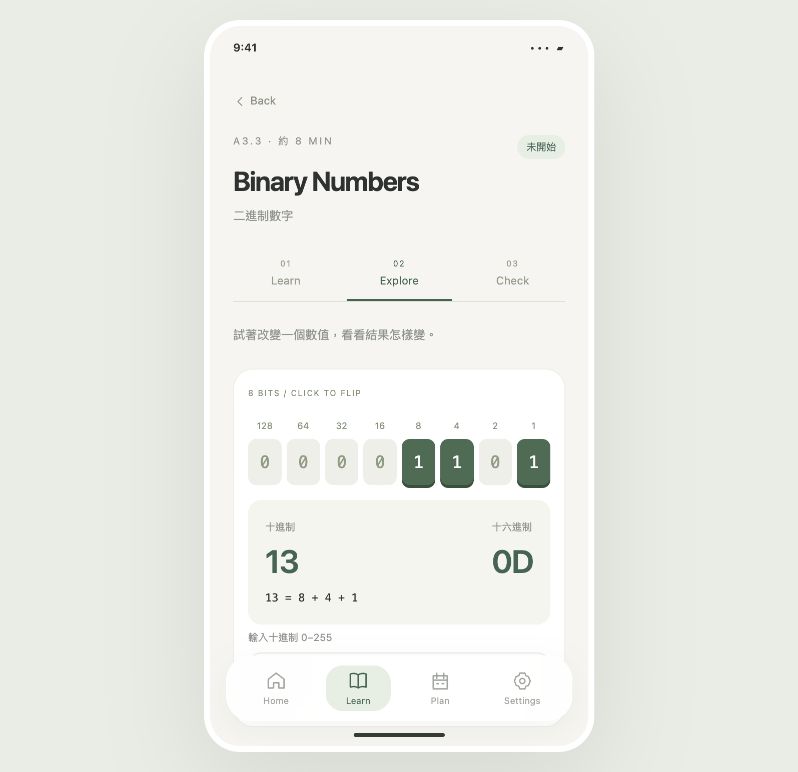 9:41
Back
A3.3 · 約 8 MIN
未開始
Binary Numbers
二進制數字
01 02 03
Learn Explore Check
試著改變一個數值，看看結果怎樣變。
8 BITS / CLICK TO FLIP
128 64 32 16 8 4 2 1
0 0 0 0 1 1 0 1
十進制 十六進制
13 0D
13 = 8 + 4 + 1
輸入十進制 0–255
Home Learn Plan Settings